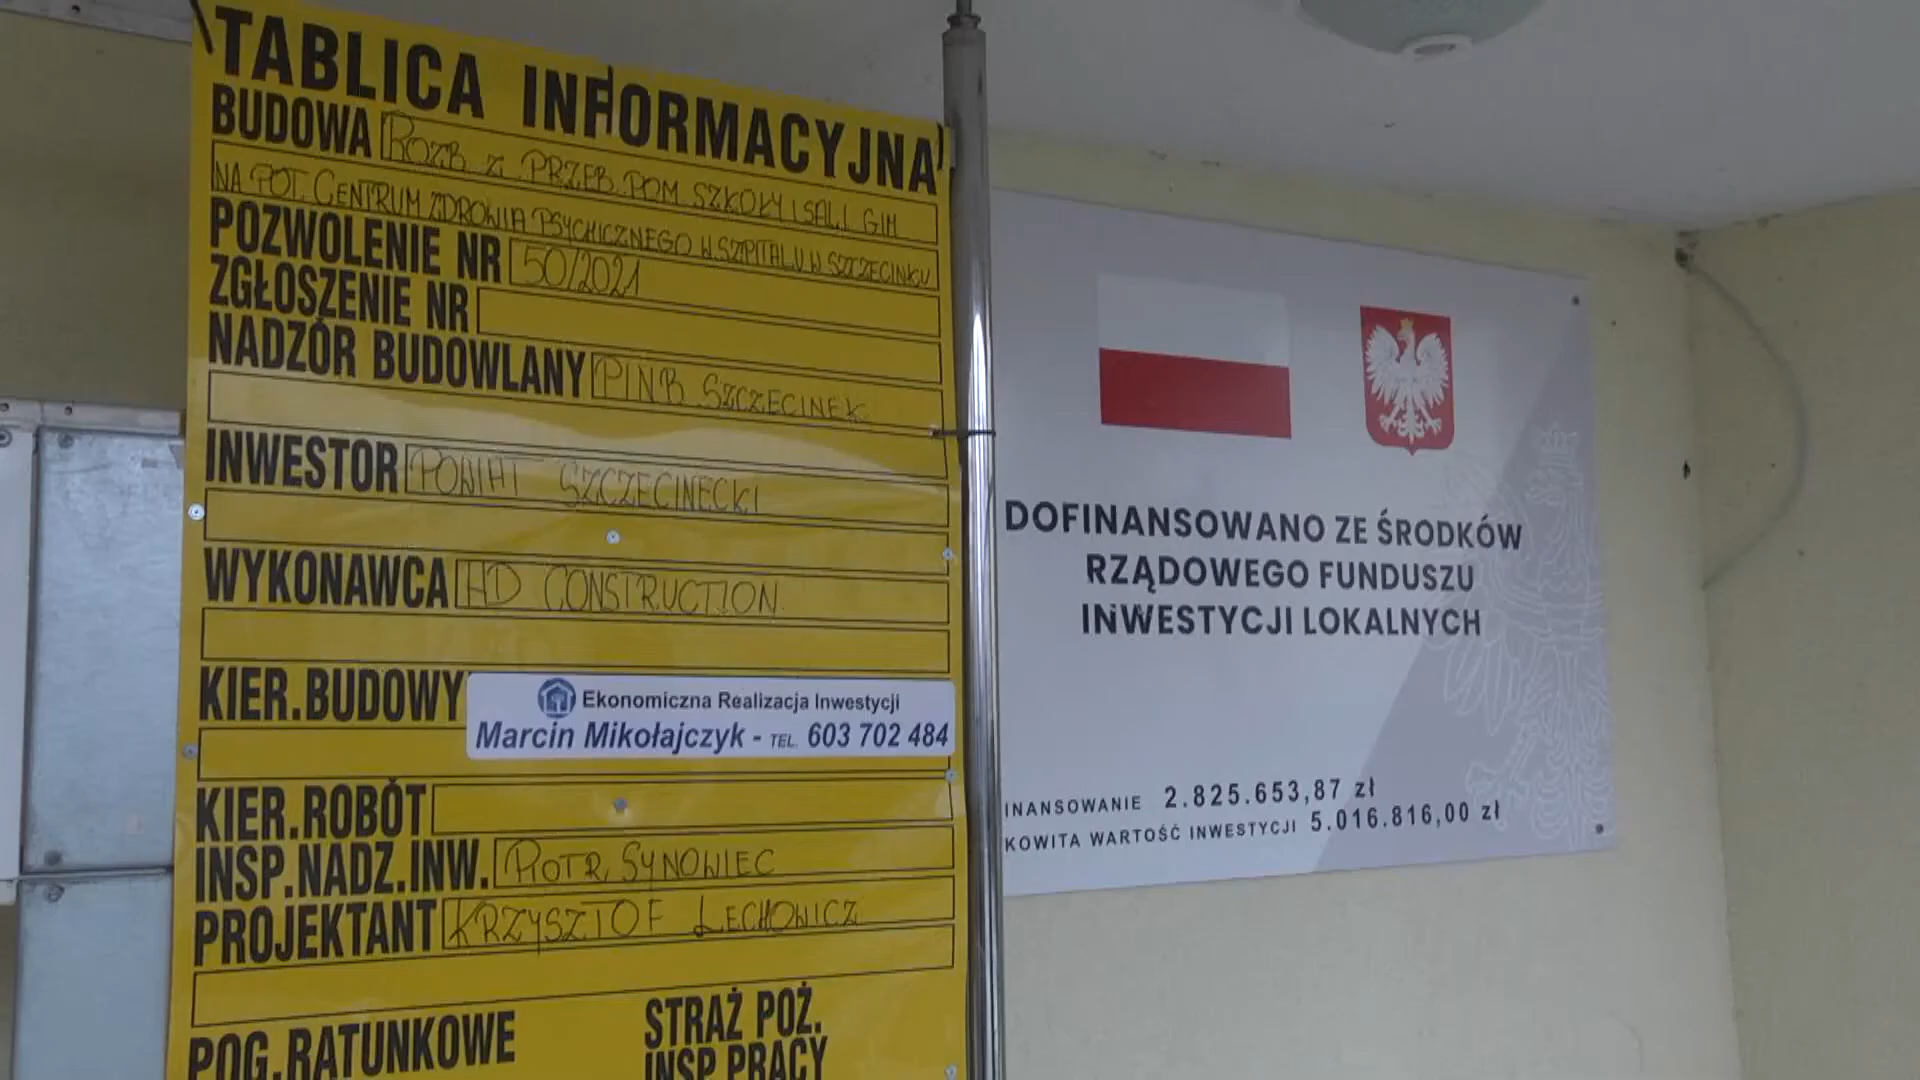 TABLICA INFORMACYJNA
BUDOWA ROZB. Z PRZEB. POM. SZKOŁY I SALI GIM.
NA POT. CENTRUM ZDROWIA PSYCHICZNEGO W SZPITALU W SZCZECINKU
POZWOLENIE NR 50/2021
ZGŁOSZENIE NR
NADZÓR BUDOWLANY PINB SZCZECINEK
INWESTOR POWIAT SZCZECINECKI
WYKONAWCA HD CONSTRUCTION
KIER.BUDOWY
Ekonomiczna Realizacja Inwestycji
Marcin Mikołajczyk - TEL. 603 702 484
KIER.ROBÓT
INSP.NADZ.INW. PIOTR SYNOWIEC
PROJEKTANT KRZYSZTOF LECHOWICZ
POG.RATUNKOWE
STRAŻ POŻ.
INSP.PRACY
DOFINANSOWANO ZE ŚRODKÓW
RZĄDOWEGO FUNDUSZU
INWESTYCJI LOKALNYCH
INANSOWANIE 2.825.653,87 zł
KOWITA WARTOŚĆ INWESTYCJI 5.016.816,00 zł